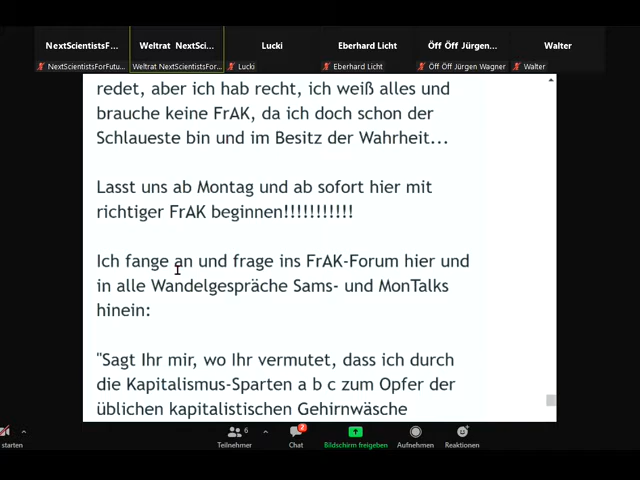 NextScientistsF...
Weltrat NextSci...
Lucki
Eberhard Licht
Öff Öff Jürgen...
Walter
NextScientistsForFutu...
Weltrat NextScientistsFor...
Lucki
Eberhard Licht
Öff Öff Jürgen Wagner
Walter
redet, aber ich hab recht, ich weiß alles und
brauche keine FrAK, da ich doch schon der
Schlaueste bin und im Besitz der Wahrheit...
Lasst uns ab Montag und ab sofort hier mit
richtiger FrAK beginnen!!!!!!!!!!!
Ich fange an und frage ins FrAK-Forum hier und
in alle Wandelgespräche Sams- und MonTalks
hinein:
"Sagt Ihr mir, wo Ihr vermutet, dass ich durch
die Kapitalismus-Sparten a b c zum Opfer der
üblichen kapitalistischen Gehirnwäsche
starten
6
Teilnehmer
2
Chat
Bildschirm freigeben
Aufnehmen
Reaktionen